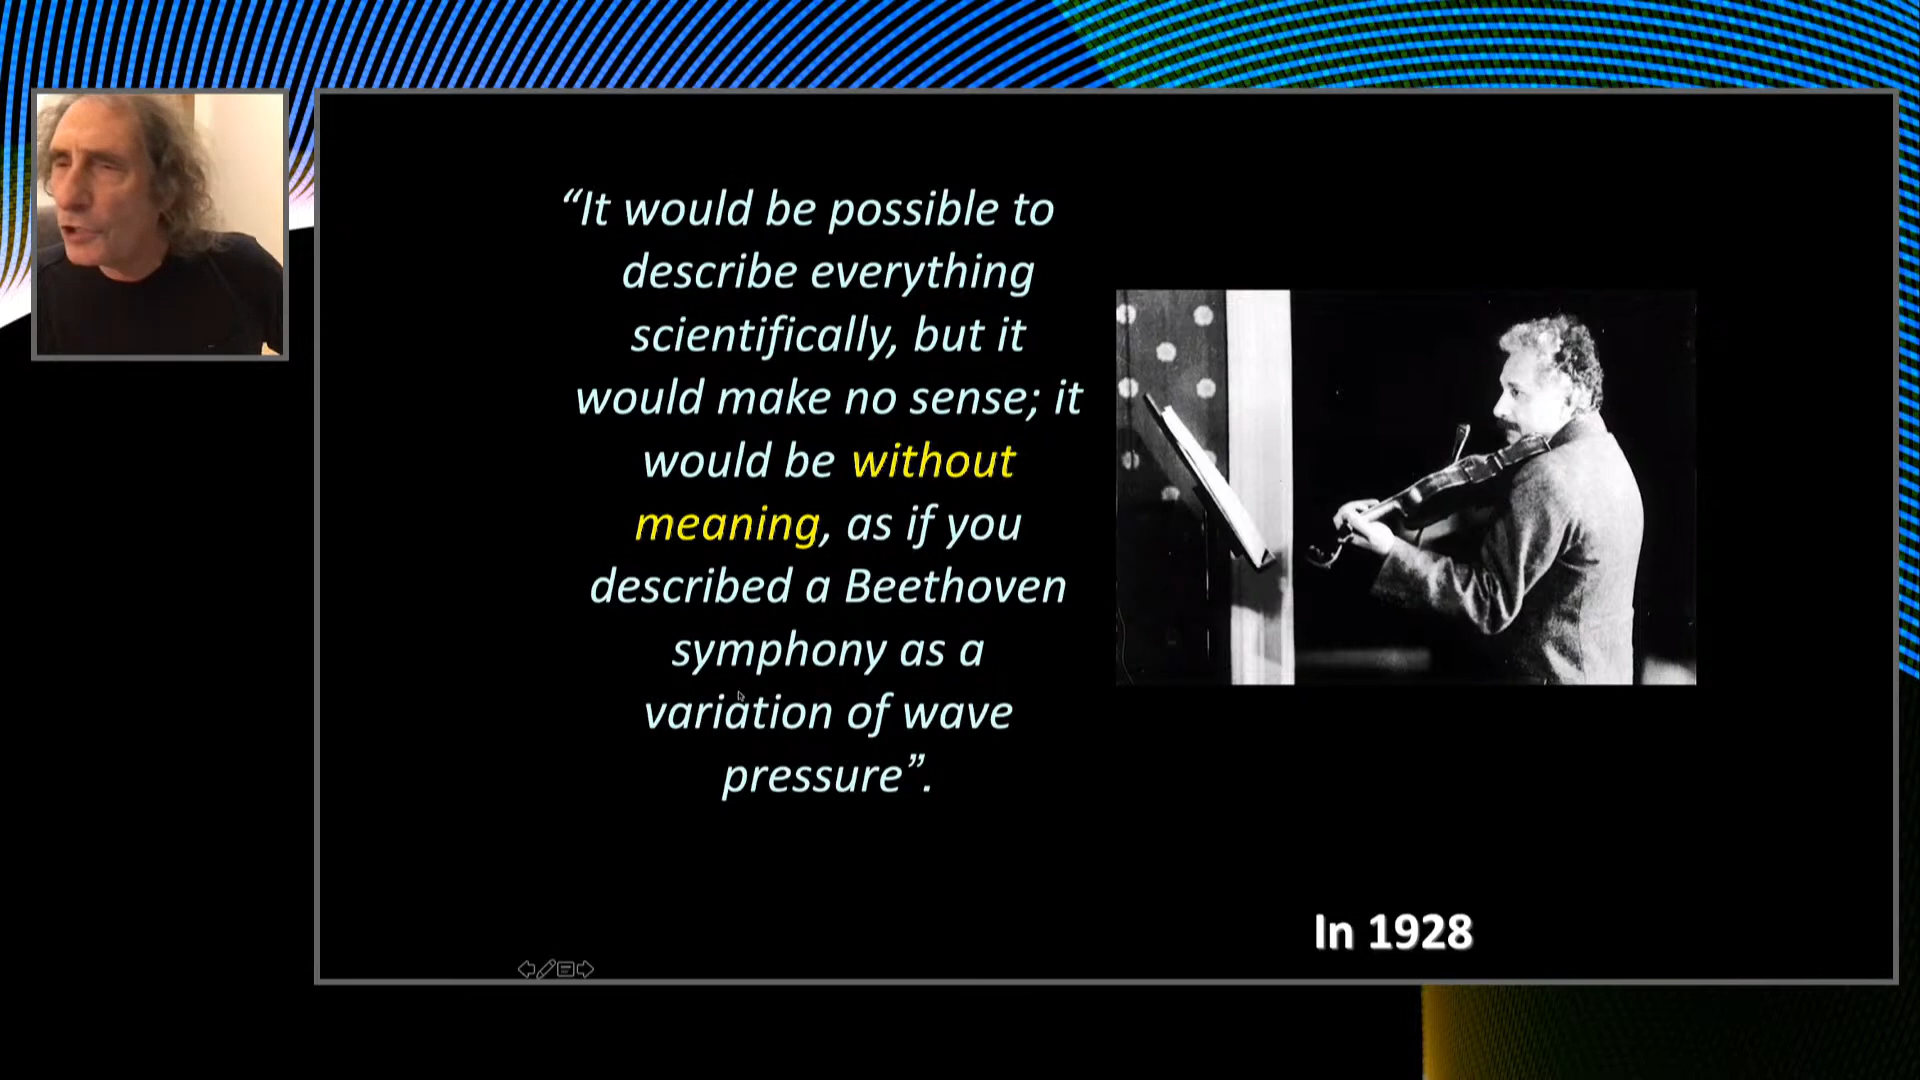 “It would be possible to
describe everything
scientifically, but it
would make no sense; it
would be without
meaning, as if you
described a Beethoven
symphony as a
variation of wave
pressure”.
In 1928